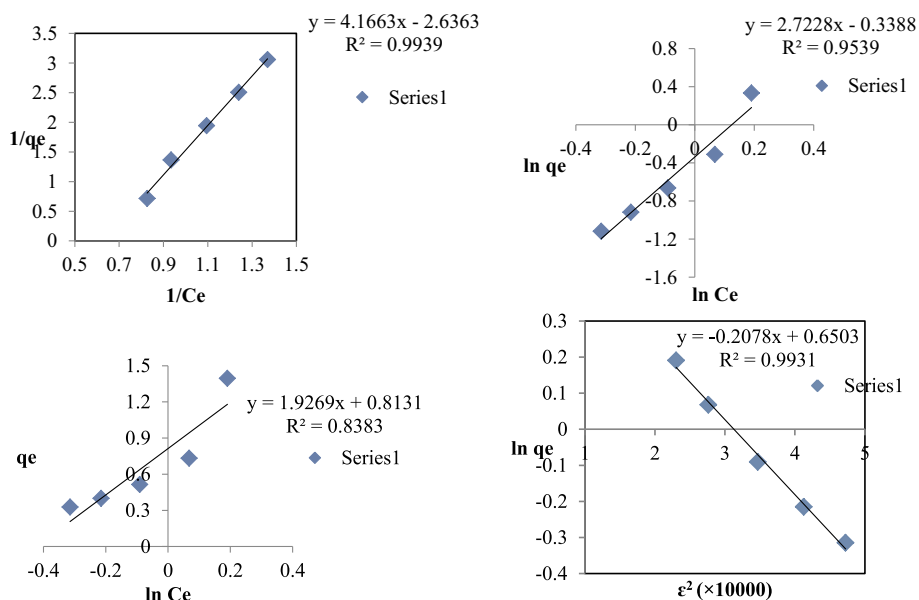 y = 4.1663x - 2.6363
R² = 0.9939
3.5
3
2.5
2
1.5
1
0.5
0
1/qe
Series1
0.5 0.7 0.9 1.1 1.3 1.5
1/Ce
y = 2.7228x - 0.3388
R² = 0.9539
0.8
0.4
0
-0.4
-0.8
-1.2
-1.6
Series1
-0.4 -0.2 0 0.2 0.4
ln qe
ln Ce
1.5
1.2
0.9
0.6
0.3
0
y = 1.9269x + 0.8131
R² = 0.8383
qe
Series1
-0.4 -0.2 0 0.2 0.4
ln Ce
0.3
0.2
0.1
0
-0.1
-0.2
-0.3
-0.4
y = -0.2078x + 0.6503
R² = 0.9931
Series1
ln qe
1 2 3 4 5
ε² (×10000)